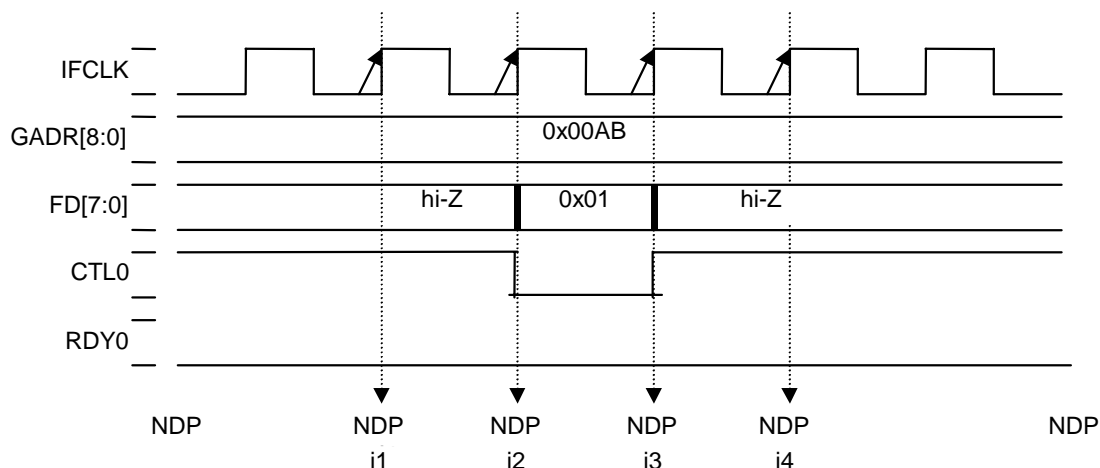 IFCLK
GADR[8:0]
0x00AB
FD[7:0]
hi-Z
0x01
hi-Z
CTL0
RDY0
NDP NDP NDP NDP NDP NDP
i1 i2 i3 i4